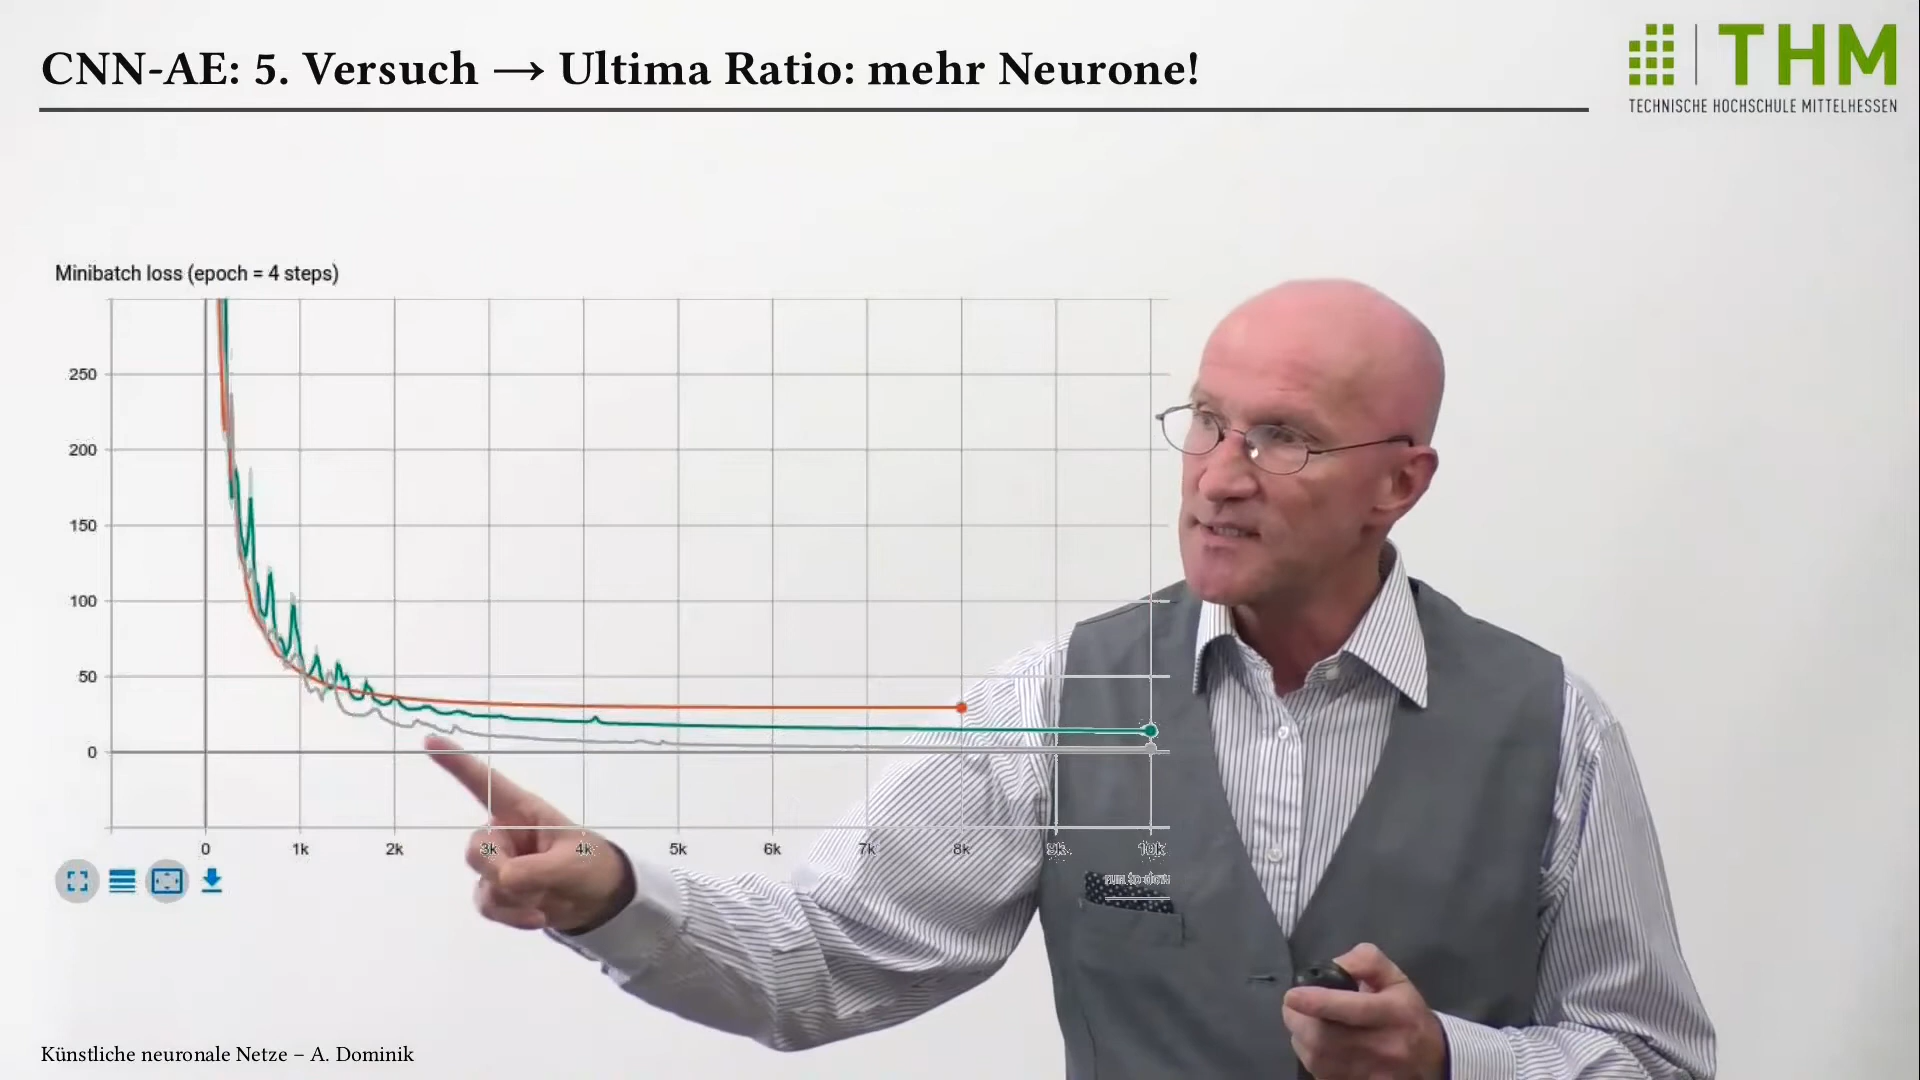 CNN-AE: 5. Versuch → Ultima Ratio: mehr Neurone!
THM
TECHNISCHE HOCHSCHULE MITTELHESSEN
Minibatch loss (epoch = 4 steps)
250
200
150
100
50
0
0 1k 2k 3k 4k 5k 6k 7k 8k 9k 10k
Künstliche neuronale Netze – A. Dominik